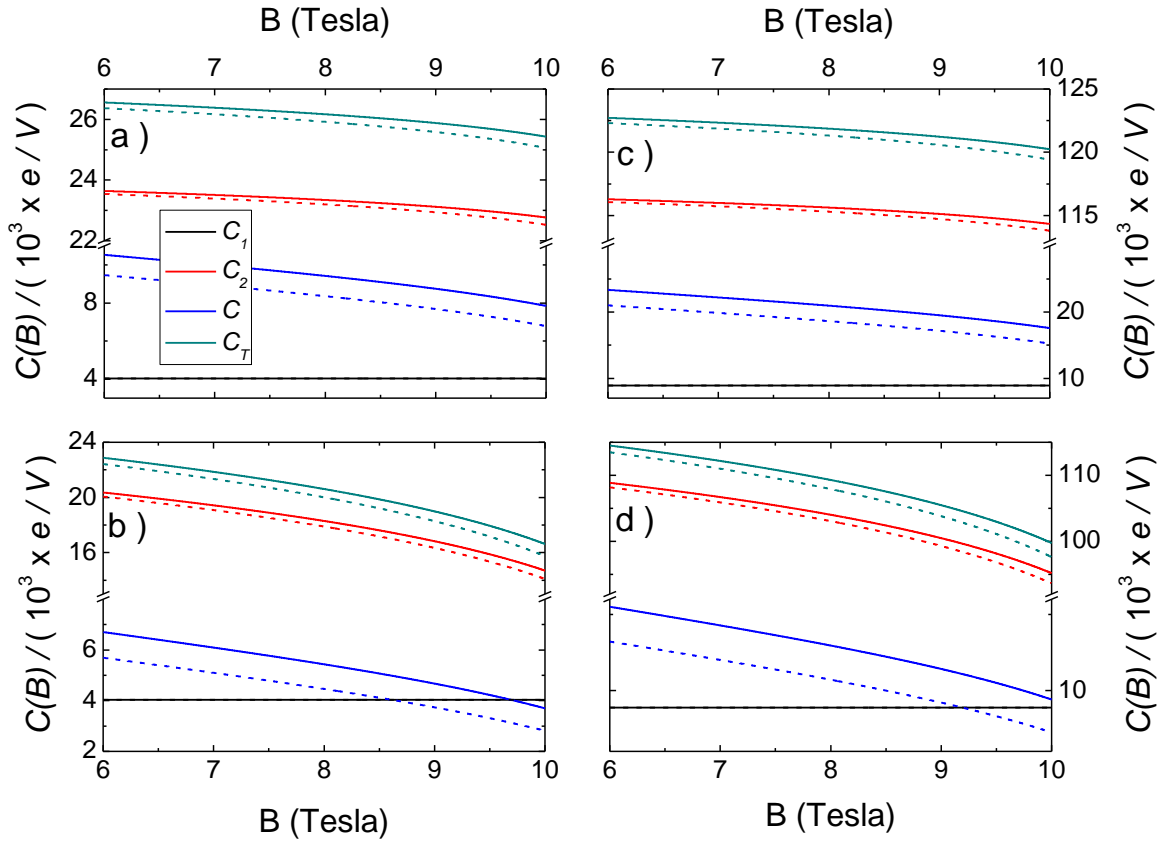 B (Tesla)
B (Tesla)
6 7 8 9 10
6 7 8 9 10
C(B) / ( 10³ x e / V )
26
24
22
8
4
a )
C₁
C₂
C
C_T
c )
125
120
115
20
10
C(B) / ( 10³ x e / V )
C(B) / ( 10³ x e / V )
24
20
16
6
4
2
b )
d )
110
100
10
C(B) / ( 10³ x e / V )
6 7 8 9 10
6 7 8 9 10
B (Tesla)
B (Tesla)